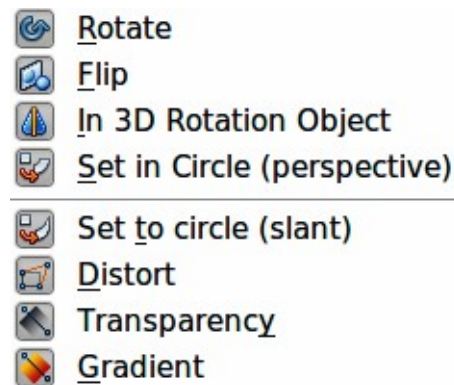 Rotate
Flip
In 3D Rotation Object
Set in Circle (perspective)
Set to circle (slant)
Distort
Transparency
Gradient